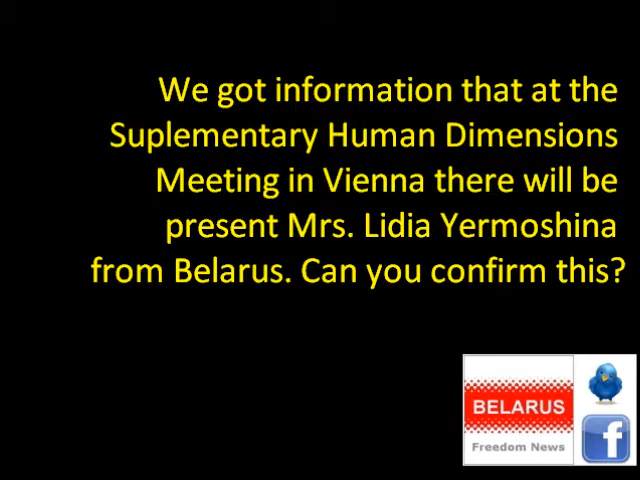 We got information that at the
Suplementary Human Dimensions
Meeting in Vienna there will be
present Mrs. Lidia Yermoshina
from Belarus. Can you confirm this?
BELARUS
Freedom News
f